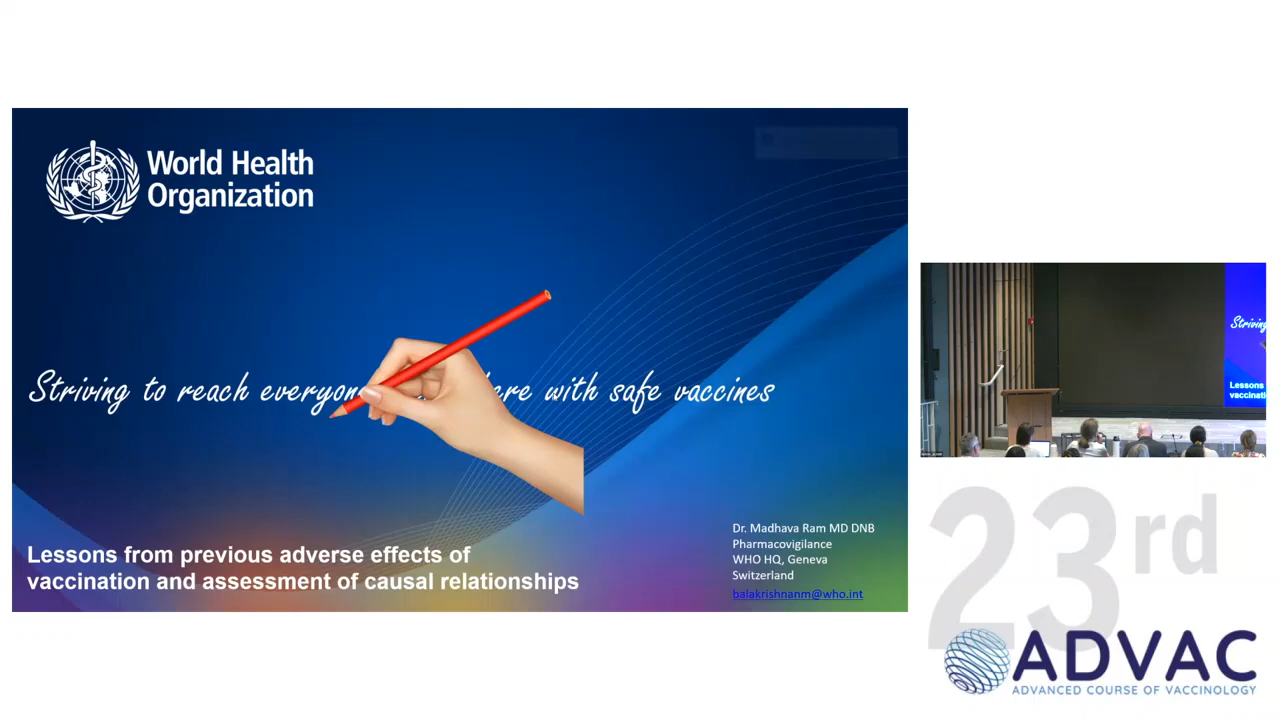 World Health
Organization
Striving to reach everyon ere with safe vaccines
Lessons from previous adverse effects of
vaccination and assessment of causal relationships
Dr. Madhava Ram MD DNB
Pharmacovigilance
WHO HQ, Geneva
Switzerland
balakrishnanm@who.int
Striving
Lessons
vaccinati
23rd
ADVAC
ADVANCED COURSE OF VACCINOLOGY